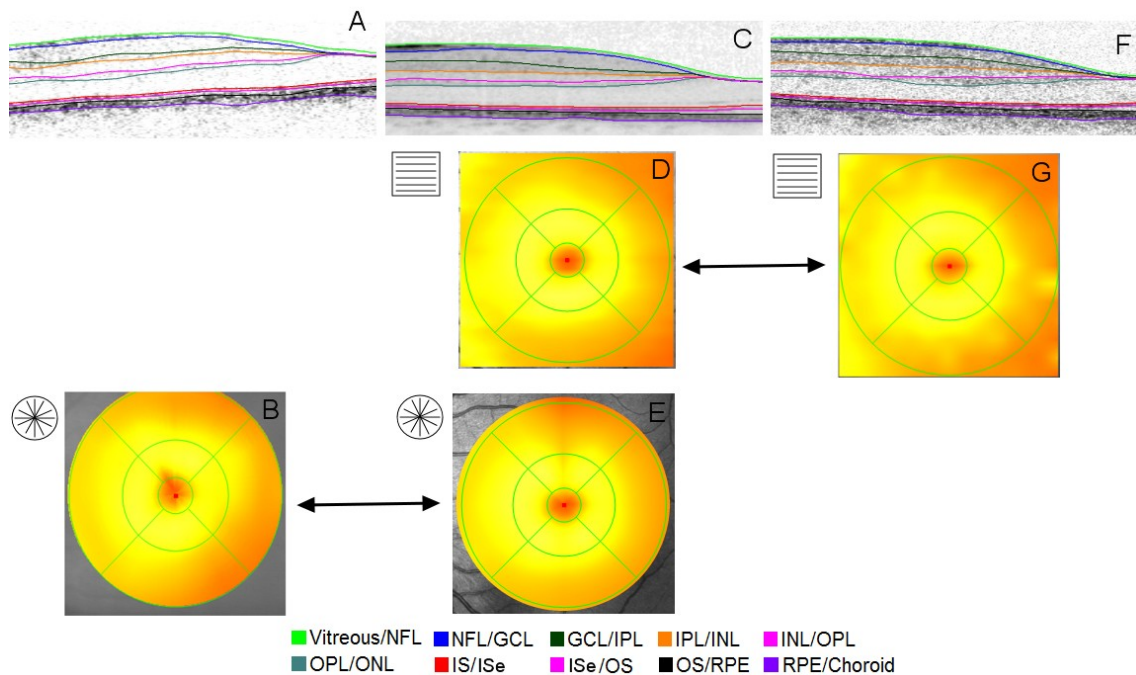 A
C
F
D
G
B
E
Vitreous/NFL NFL/GCL GCL/IPL IPL/INL INL/OPL
OPL/ONL IS/ISe ISe/OS OS/RPE RPE/Choroid